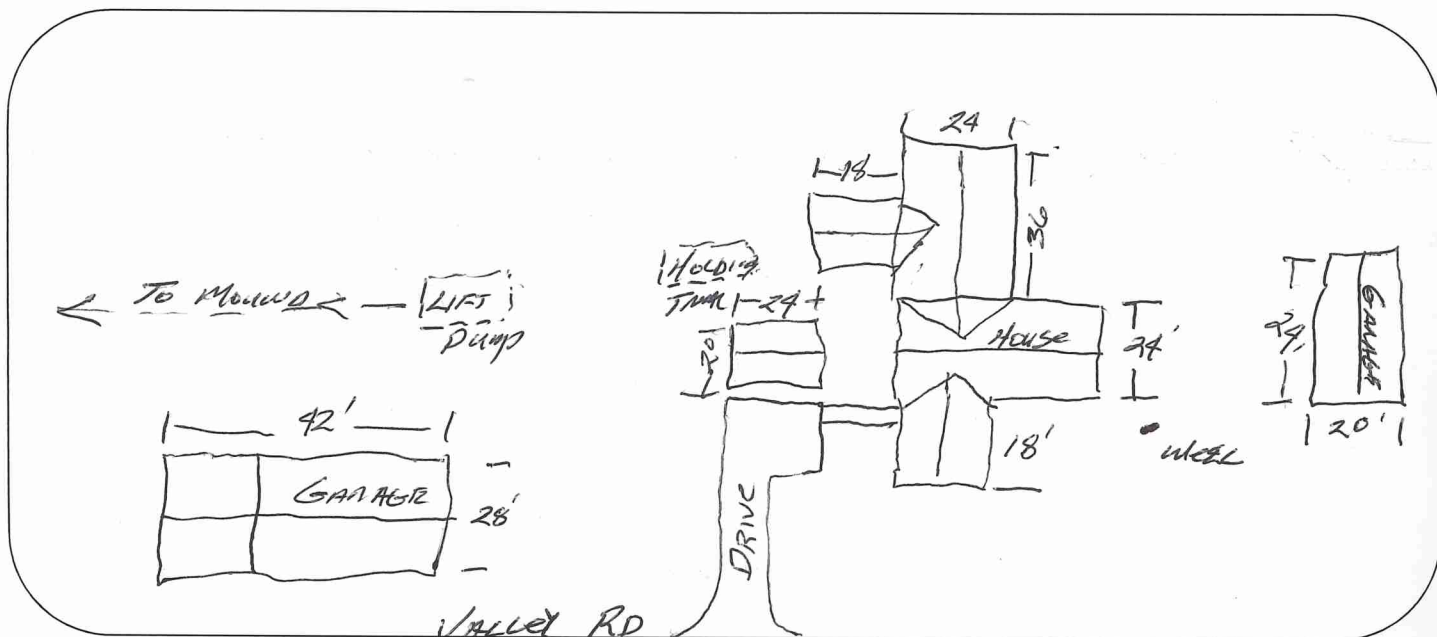 24
18
36
HOLDING
TANK
24
TO MOUND
LIFT
PUMP
20
HOUSE
24'
24'
GARAGE
20'
42'
GARAGE
28'
18'
WELL
DRIVE
VALLEY RD